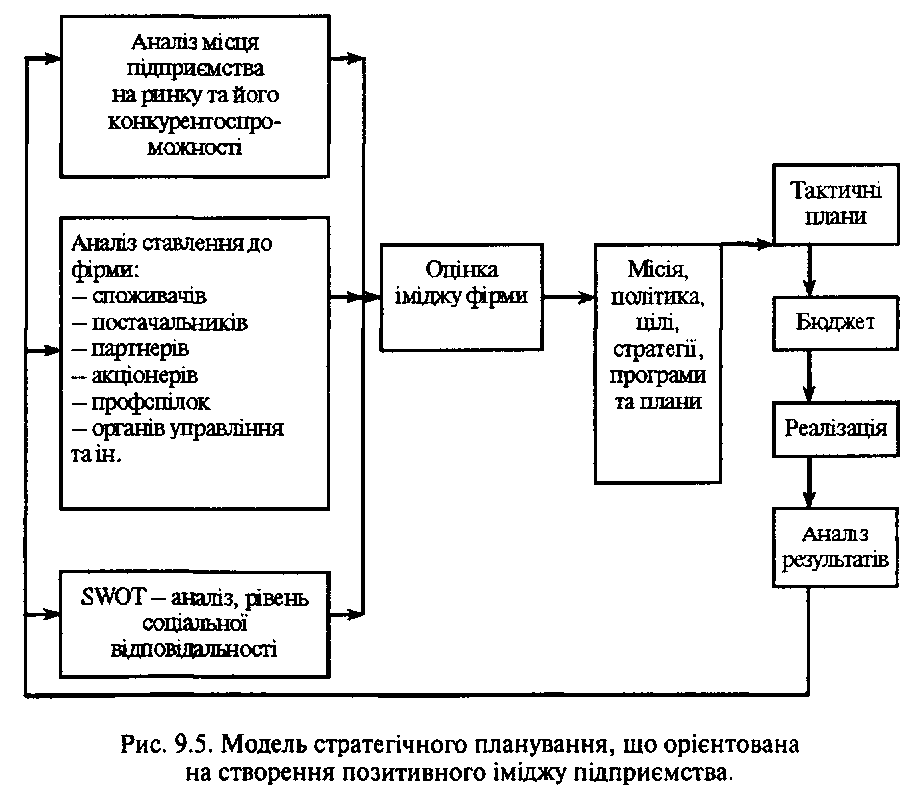 Аналіз місця
підприємства
на ринку та його
конкурентоспро-
можності
Аналіз ставлення до
фірми:
– споживачів
– постачальників
– партнерів
– акціонерів
– профспілок
– органів управління
та ін.
SWOT – аналіз, рівень
соціальної
відповідальності
Оцінка
іміджу фірми
Місія,
політика,
цілі,
стратегії,
програми
та плани
Тактичні
плани
Бюджет
Реалізація
Аналіз
результатів
Рис. 9.5. Модель стратегічного планування, що орієнтована
на створення позитивного іміджу підприємства.